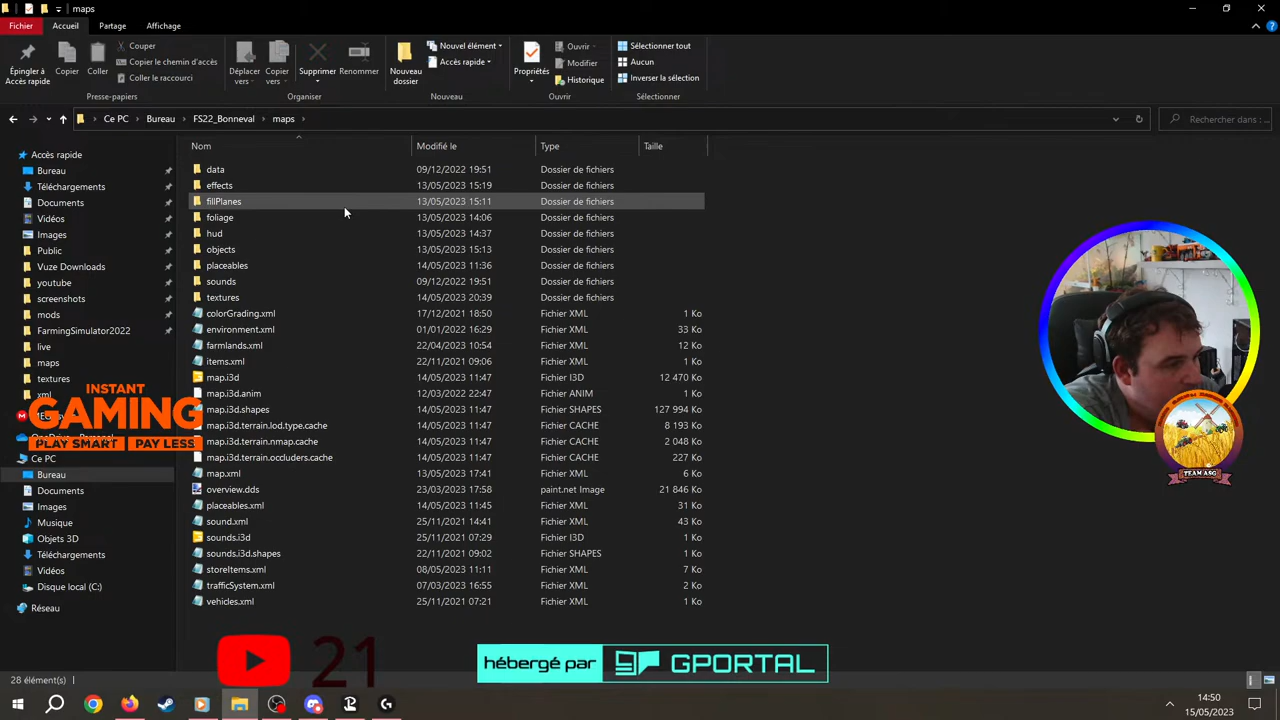 maps
Fichier Accueil Partage Affichage
Épingler à Accès rapide
Copier
Coller
Couper
Copier le chemin d'accès
Coller le raccourci
Presse-papiers
Déplacer vers
Copier vers
Supprimer
Renommer
Organiser
Nouveau dossier
Nouvel élément
Accès rapide
Nouveau
Propriétés
Ouvrir
Modifier
Historique
Ouvrir
Sélectionner tout
Aucun
Inverser la sélection
Sélectionner
Ce PC > Bureau > FS22_Bonneval > maps >
Rechercher dans :
Accès rapide
Bureau
Téléchargements
Documents
Vidéos
Images
Public
Vuze Downloads
youtube
screenshots
mods
FarmingSimulator2022
live
maps
textures
xml
INSTANT
GAMING
PLAY SMART PAY LESS
Ce PC
Bureau
Documents
Images
Musique
Objets 3D
Téléchargements
Vidéos
Disque local (C:)
Réseau
Nom Modifié le Type Taille
data 09/12/2022 19:51 Dossier de fichiers
effects 13/05/2023 15:19 Dossier de fichiers
fillPlanes 13/05/2023 15:11 Dossier de fichiers
foliage 13/05/2023 14:06 Dossier de fichiers
hud 13/05/2023 14:37 Dossier de fichiers
objects 13/05/2023 15:13 Dossier de fichiers
placeables 14/05/2023 11:36 Dossier de fichiers
sounds 09/12/2022 19:51 Dossier de fichiers
textures 14/05/2023 20:39 Dossier de fichiers
colorGrading.xml 17/12/2021 18:50 Fichier XML 1 Ko
environment.xml 01/01/2022 16:29 Fichier XML 33 Ko
farmlands.xml 22/04/2023 10:54 Fichier XML 12 Ko
items.xml 22/11/2021 09:06 Fichier XML 1 Ko
map.i3d 14/05/2023 11:47 Fichier I3D 12 470 Ko
map.i3d.anim 12/03/2022 22:47 Fichier ANIM 1 Ko
map.i3d.shapes 14/05/2023 11:47 Fichier SHAPES 127 994 Ko
map.i3d.terrain.lod.type.cache 14/05/2023 11:47 Fichier CACHE 8 193 Ko
map.i3d.terrain.nmap.cache 14/05/2023 11:47 Fichier CACHE 2 048 Ko
map.i3d.terrain.occluders.cache 14/05/2023 11:47 Fichier CACHE 227 Ko
map.xml 13/05/2023 17:41 Fichier XML 6 Ko
overview.dds 23/03/2023 17:58 paint.net Image 21 846 Ko
placeables.xml 14/05/2023 11:45 Fichier XML 31 Ko
sound.xml 25/11/2021 14:41 Fichier XML 43 Ko
sounds.i3d 25/11/2021 07:29 Fichier I3D 1 Ko
sounds.i3d.shapes 22/11/2021 09:02 Fichier SHAPES 1 Ko
storeItems.xml 08/05/2023 11:11 Fichier XML 7 Ko
trafficSystem.xml 07/03/2023 16:55 Fichier XML 2 Ko
vehicles.xml 25/11/2021 07:21 Fichier XML 1 Ko
TEAM ASG
21
hébergé par GPORTAL
28 élément(s)
14:50
15/05/2023